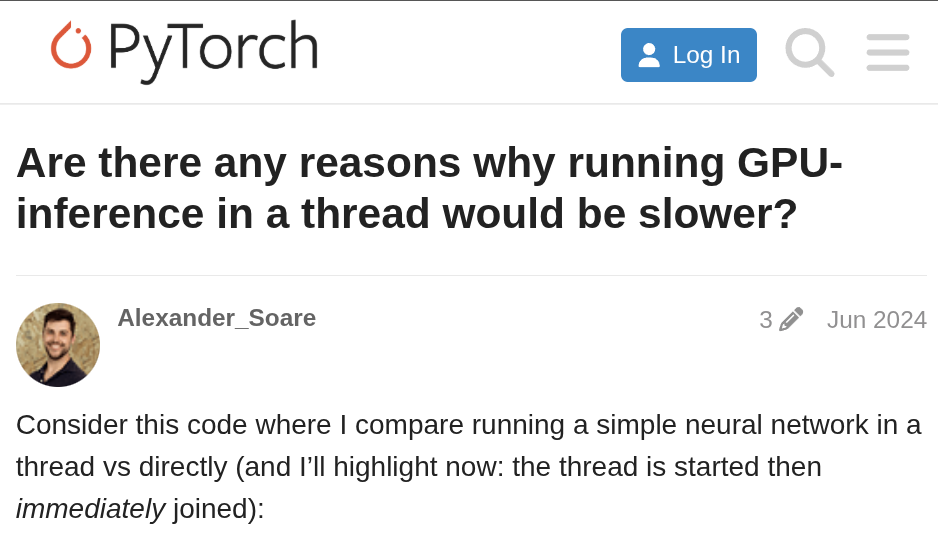 PyTorch
Log In
Are there any reasons why running GPU-
inference in a thread would be slower?
Alexander_Soare
3
Jun 2024
Consider this code where I compare running a simple neural network in a
thread vs directly (and I’ll highlight now: the thread is started then
immediately joined):